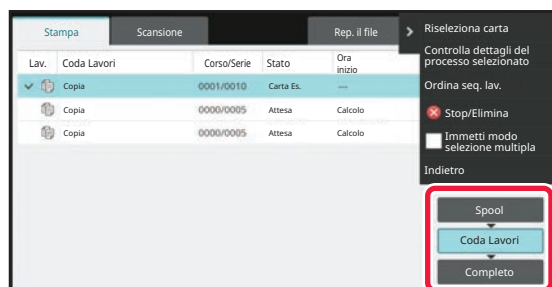 Stampa
Scansione
Rep. il file
Lav.
Coda Lavori
Corso/Serie
Stato
Ora
inizio
Copia
0001/0010
Carta Es.
---
Copia
0000/0005
Attesa
Calcolo
Copia
0000/0005
Attesa
Calcolo
Riseleziona carta
Controlla dettagli del
processo selezionato
Ordina seq. lav.
Stop/Elimina
Immetti modo
selezione multipla
Indietro
Spool
Coda Lavori
Completo